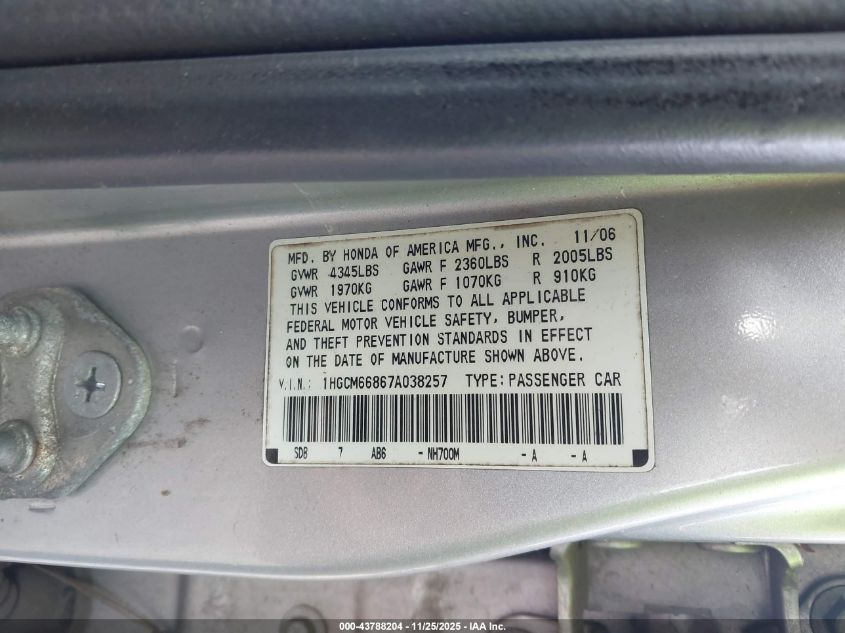 MFD. BY HONDA OF AMERICA MFG., INC. 11/06
GVWR 4345LBS GAWR F 2360LBS R 2005LBS
GVWR 1970KG GAWR F 1070KG R 910KG
THIS VEHICLE CONFORMS TO ALL APPLICABLE
FEDERAL MOTOR VEHICLE SAFETY, BUMPER,
AND THEFT PREVENTION STANDARDS IN EFFECT
ON THE DATE OF MANUFACTURE SHOWN ABOVE.
V.I.N.: 1HGCM66867A038257 TYPE: PASSENGER CAR
SDB 7 AB6 - NH700M - A - A
000-43788204 - 11/25/2025 - IAA Inc.